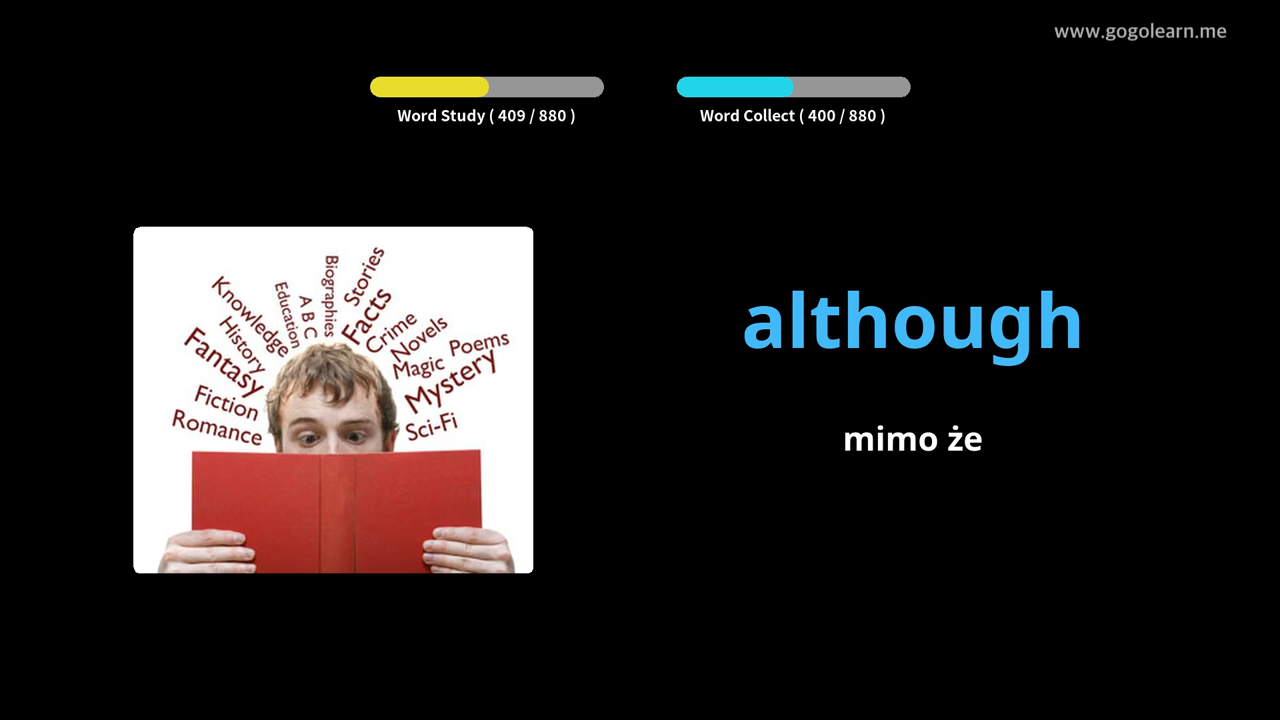 www.gogolearn.me
Word Study ( 409 / 880 )
Word Collect ( 400 / 880 )
Biographies
Stories
Education
A B C
Facts
Knowledge
Crime
History
Novels
Poems
Fantasy
Magic
Mystery
Fiction
Romance
Sci-Fi
although
mimo że